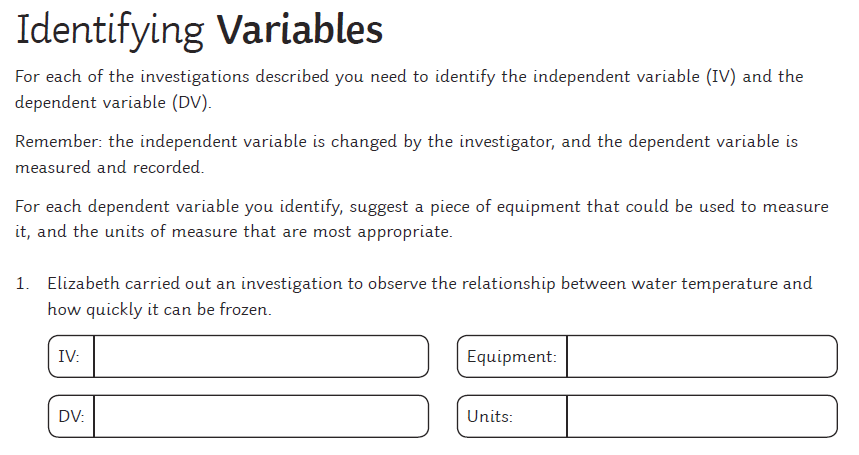 Identifying Variables
For each of the investigations described you need to identify the independent variable (IV) and the
dependent variable (DV).
Remember: the independent variable is changed by the investigator, and the dependent variable is
measured and recorded.
For each dependent variable you identify, suggest a piece of equipment that could be used to measure
it, and the units of measure that are most appropriate.
1. Elizabeth carried out an investigation to observe the relationship between water temperature and
how quickly it can be frozen.
IV:
Equipment:
DV:
Units: